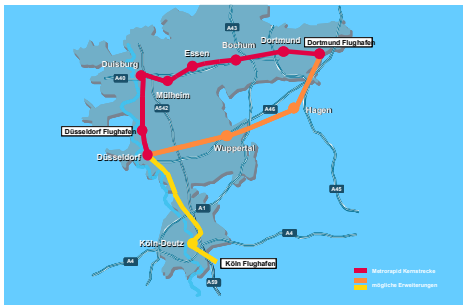 A43
Dortmund
Bochum
Dortmund Flughafen
Essen
Duisburg
A40
Mülheim
A542
A46
Hagen
Düsseldorf Flughafen
Wuppertal
Düsseldorf
A45
A1
A4
Köln-Deutz
A4
Köln Flughafen
A59
Metrorapid Kernstrecke
mögliche Erweiterungen